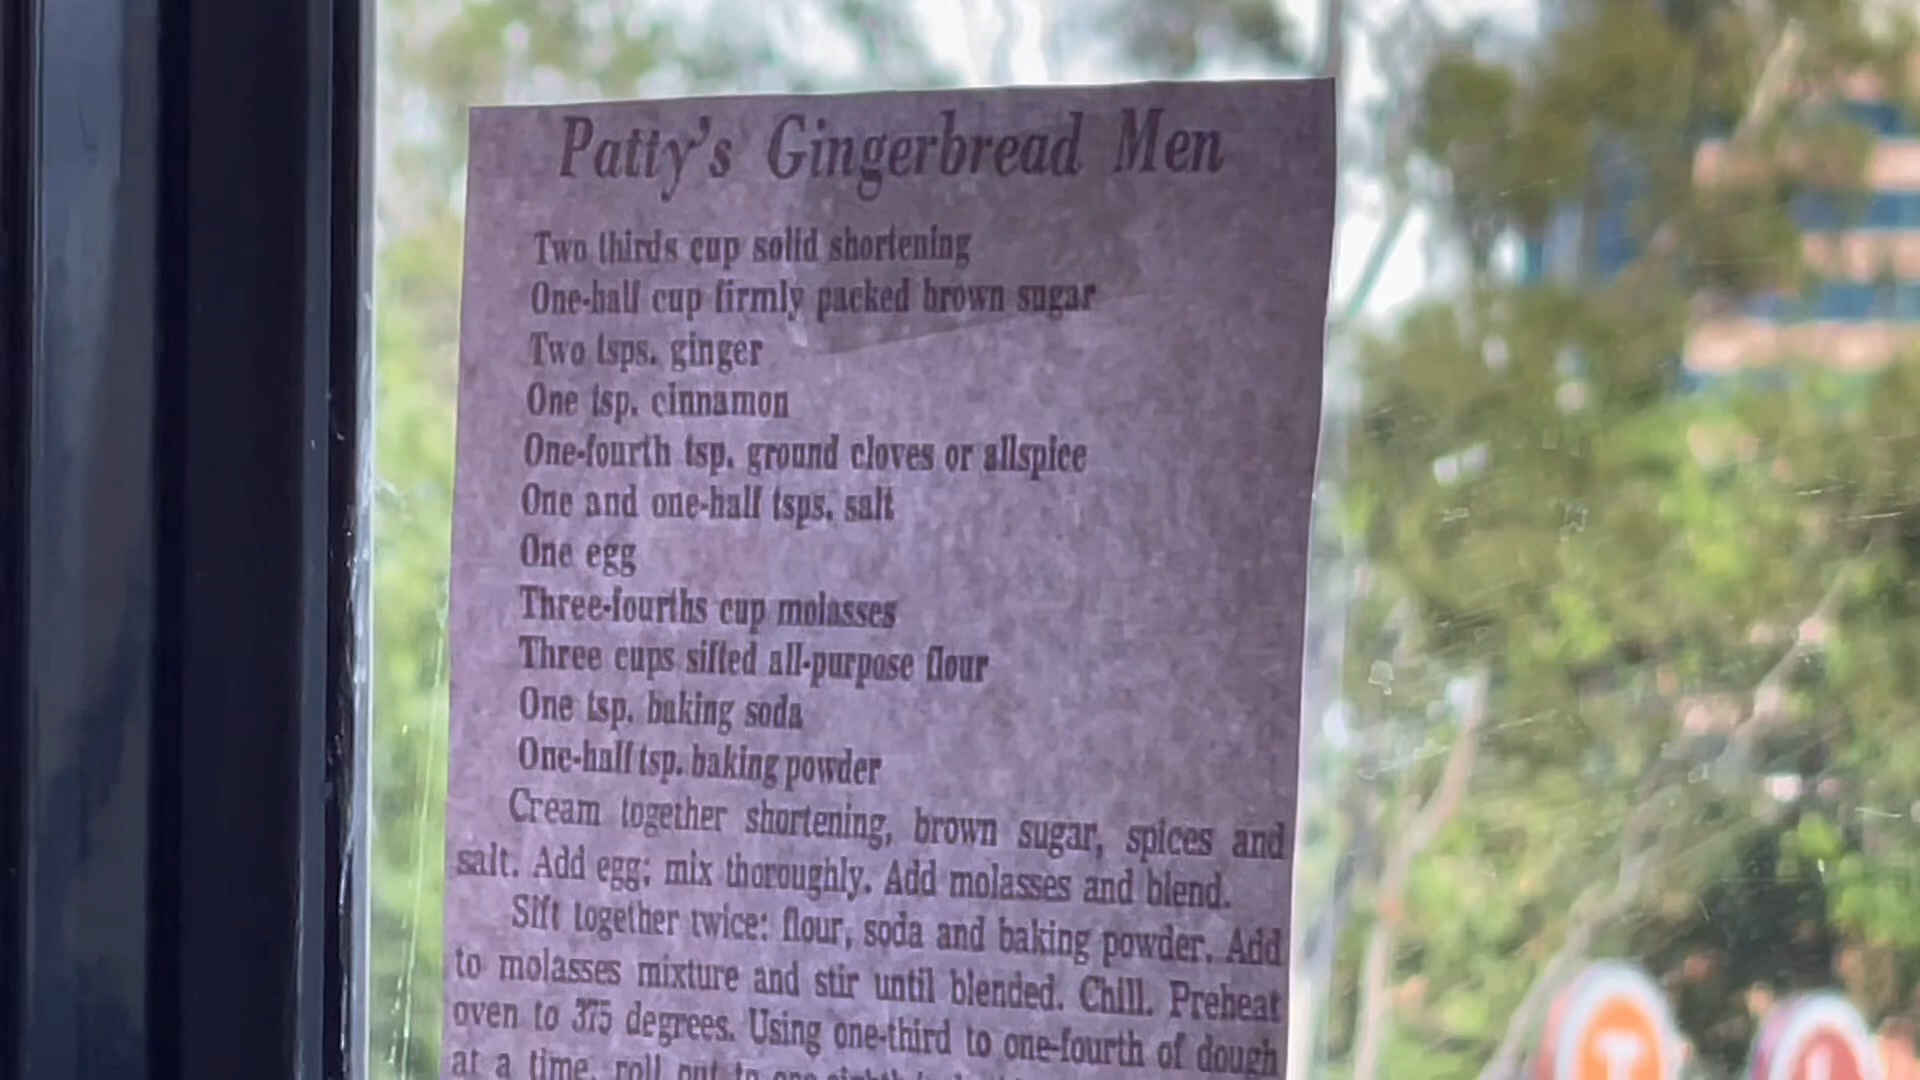 Patty's Gingerbread Men
Two thirds cup solid shortening
One-half cup firmly packed brown sugar
Two tsps. ginger
One tsp. cinnamon
One-fourth tsp. ground cloves or allspice
One and one-half tsps. salt
One egg
Three-fourths cup molasses
Three cups sifted all-purpose flour
One tsp. baking soda
One-half tsp. baking powder
Cream together shortening, brown sugar, spices and
salt. Add egg; mix thoroughly. Add molasses and blend.
Sift together twice: flour, soda and baking powder. Add
to molasses mixture and stir until blended. Chill. Preheat
oven to 375 degrees. Using one-third to one-fourth of dough
at a time, roll out to
T